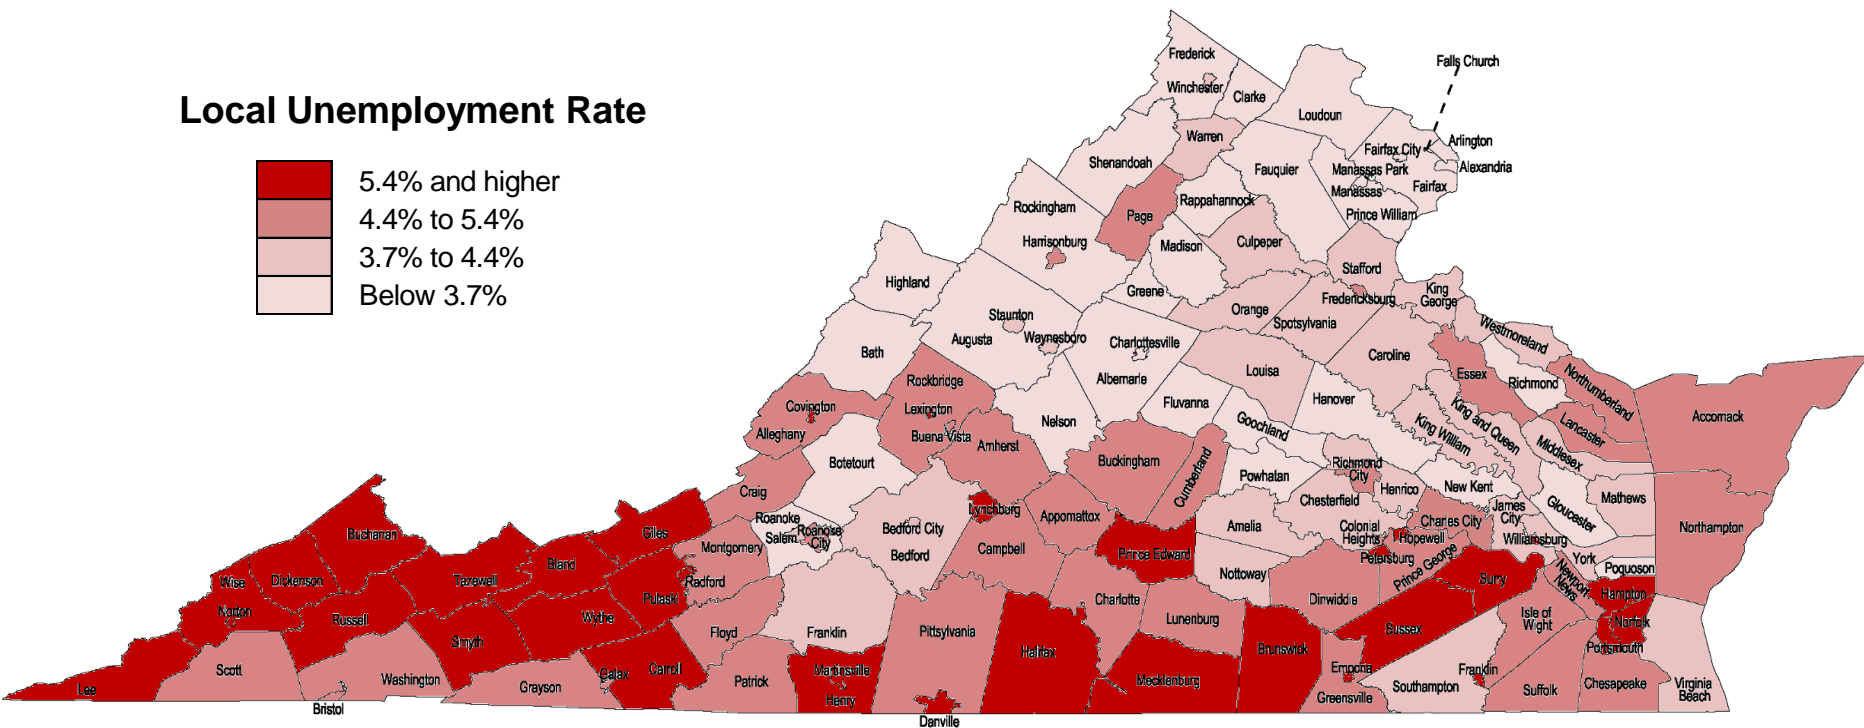 Local Unemployment Rate
5.4% and higher
4.4% to 5.4%
3.7% to 4.4%
Below 3.7%
Frederick
Winchester
Clarke
Falls Church
Loudoun
Warren
Shenandoah
Fairfax City
Arlington
Alexandria
Fauquier
Manassas Park
Manassas
Fairfax
Rappahannock
Prince William
Rockingham
Page
Harrisonburg
Madison
Culpeper
Stafford
Highland
Greene
Fredericksburg
King
George
Orange
Spotsylvania
Westmoreland
Staunton
Waynesboro
Augusta
Charlottesville
Bath
Caroline
Albemarle
Louisa
Essex
Richmond
Northumberland
Rockbridge
Covington
Lexington
Fluvanna
Hanover
Goochland
King and Queen
King William
Lancaster
Accomack
Nelson
Alleghany
Buena Vista
Amherst
Middlesex
Botetourt
Buckingham
Cumberland
Powhatan
Richmond
City
Henrico
New Kent
Craig
Chesterfield
Gloucester
Mathews
Lynchburg
Appomattox
Roanoke
Salem
Roanoke
City
Bedford City
Bedford
Amelia
Colonial
Heights
Charles City
James
City
Northampton
Buchanan
Giles
Montgomery
Campbell
Prince Edward
Hopewell
Williamsburg
Petersburg
Prince George
York
Poquoson
Wise
Dickenson
Tazewell
Bland
Radford
Nottoway
Surry
Newport
News
Hampton
Norton
Russell
Wythe
Pulaski
Charlotte
Dinwiddie
Smyth
Floyd
Franklin
Pittsylvania
Lunenburg
Sussex
Isle of
Wight
Norfolk
Halifax
Brunswick
Portsmouth
Scott
Washington
Grayson
Galax
Carroll
Patrick
Martinsville
Henry
Mecklenburg
Emporia
Greensville
Southampton
Franklin
Suffolk
Chesapeake
Virginia
Beach
Lee
Bristol
Danville